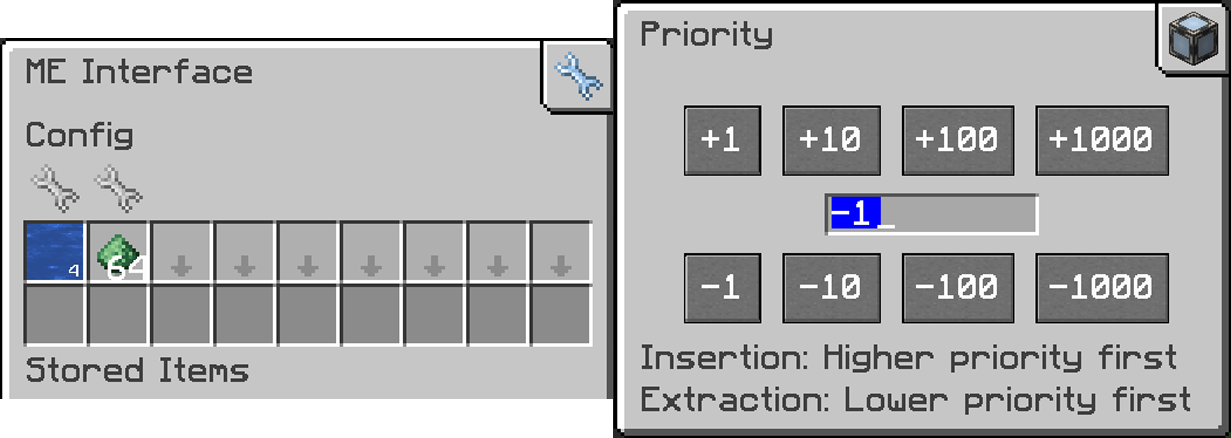 ME Interface
Config
4
64
Stored Items
Priority
+1 +10 +100 +1000
-1
-1 -10 -100 -1000
Insertion: Higher priority first
Extraction: Lower priority first